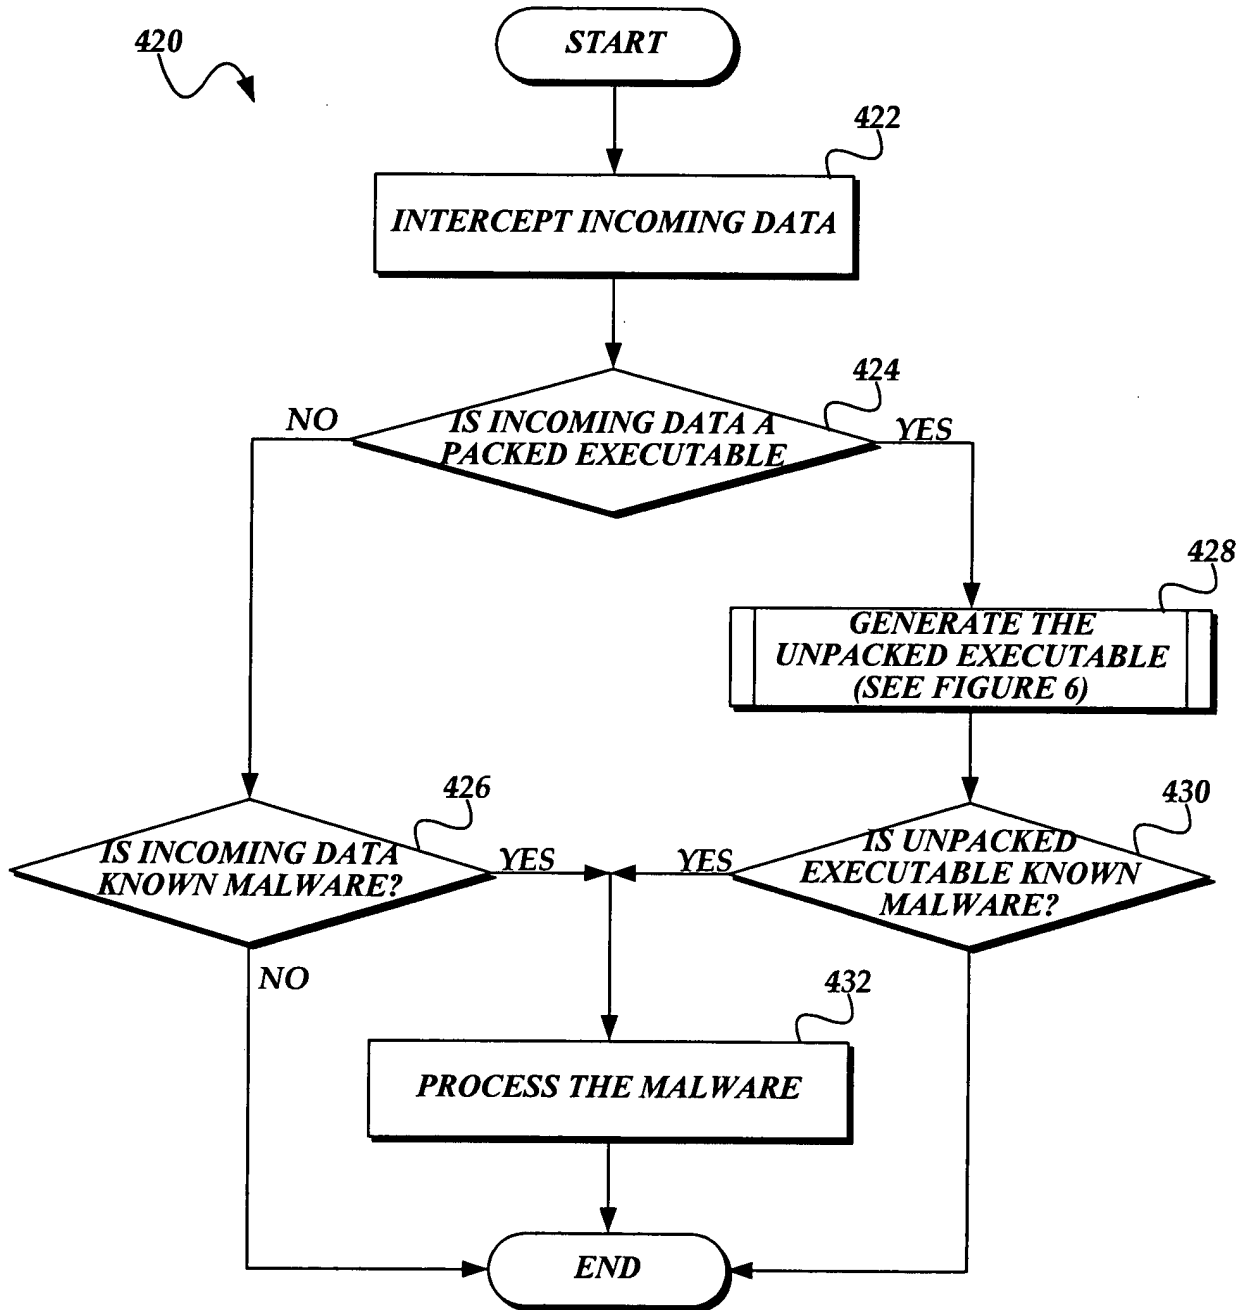 420
START
422
INTERCEPT INCOMING DATA
424
NO
IS INCOMING DATA A
PACKED EXECUTABLE
YES
428
GENERATE THE
UNPACKED EXECUTABLE
(SEE FIGURE 6)
426
IS INCOMING DATA
KNOWN MALWARE?
YES
YES
430
IS UNPACKED
EXECUTABLE KNOWN
MALWARE?
NO
432
PROCESS THE MALWARE
END